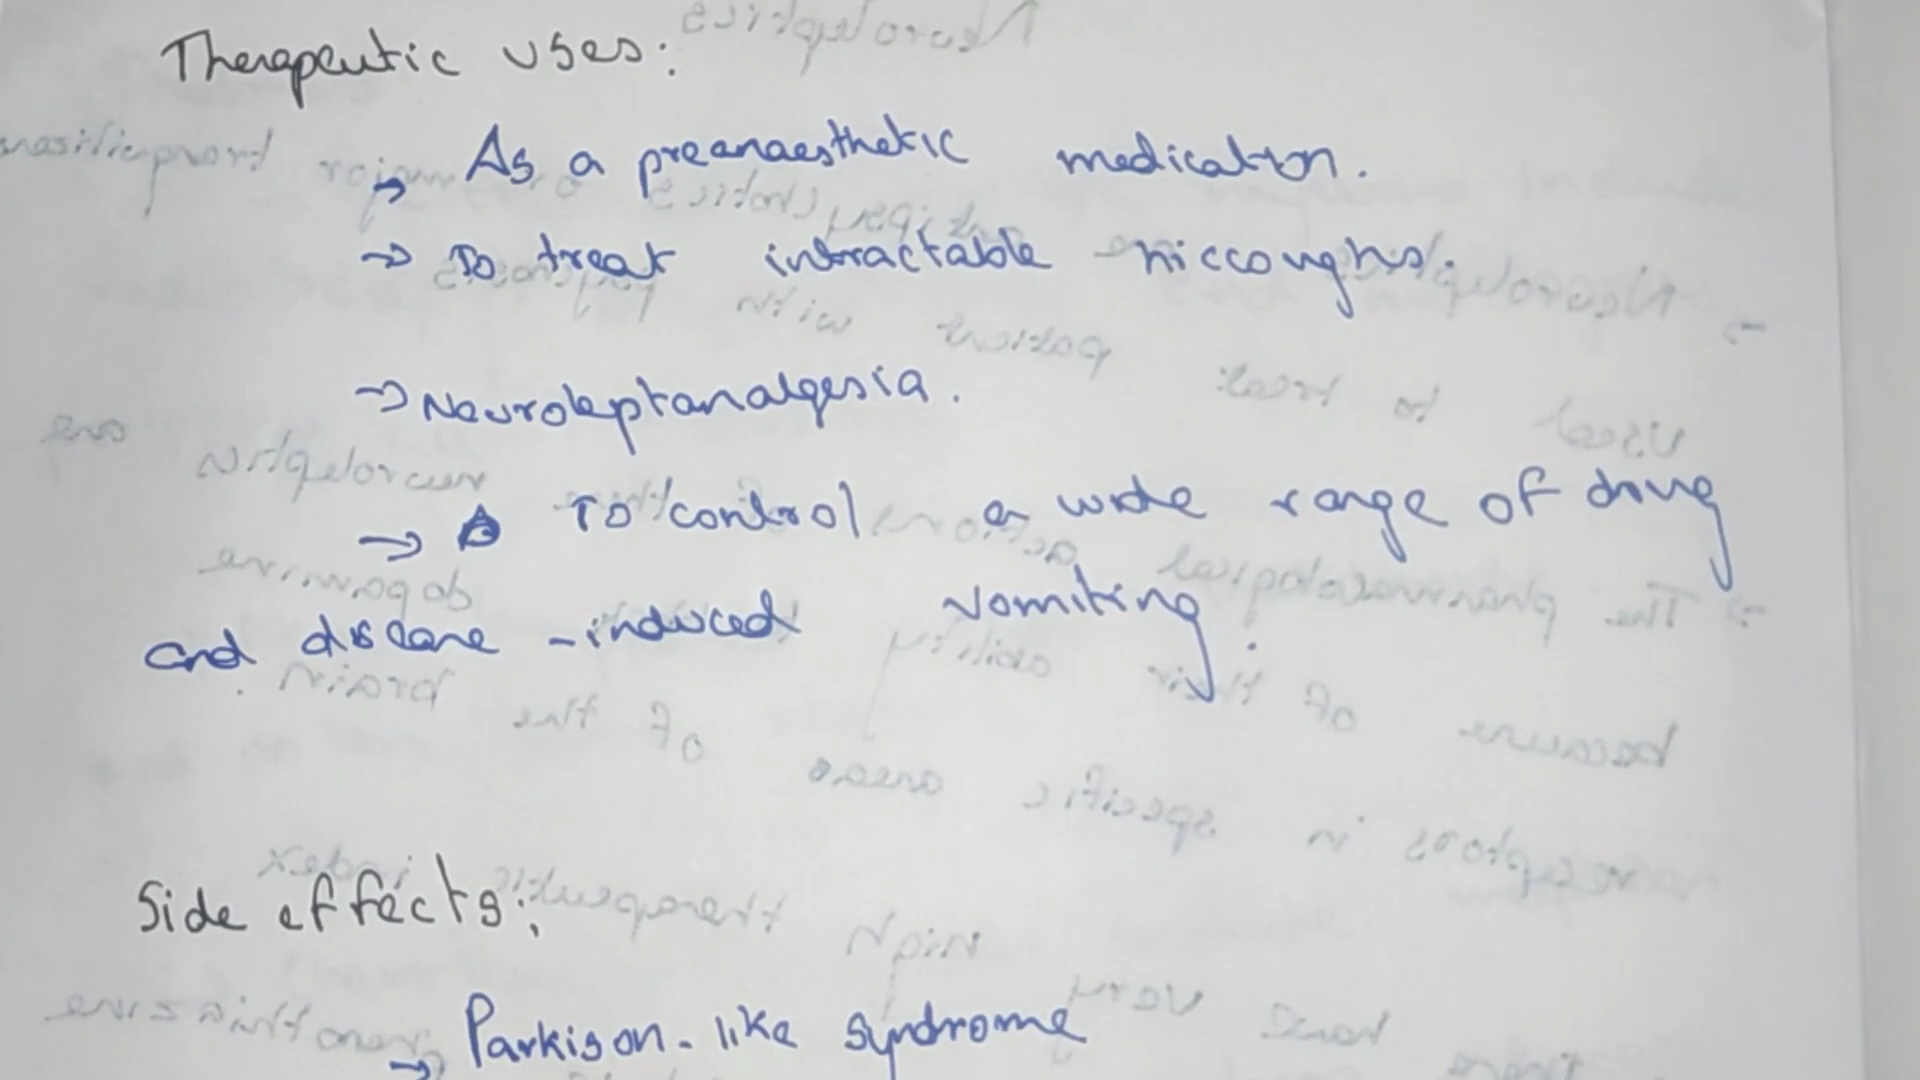 Therapeutic uses:
→ As a preanaesthetic medication.
→ To treat intractable hiccoughs.
→ Neuroleptanalgesia.
→ To control a wide range of drug
and disease -induced vomiting.
Side effects:
→ Parkison-like syndrome